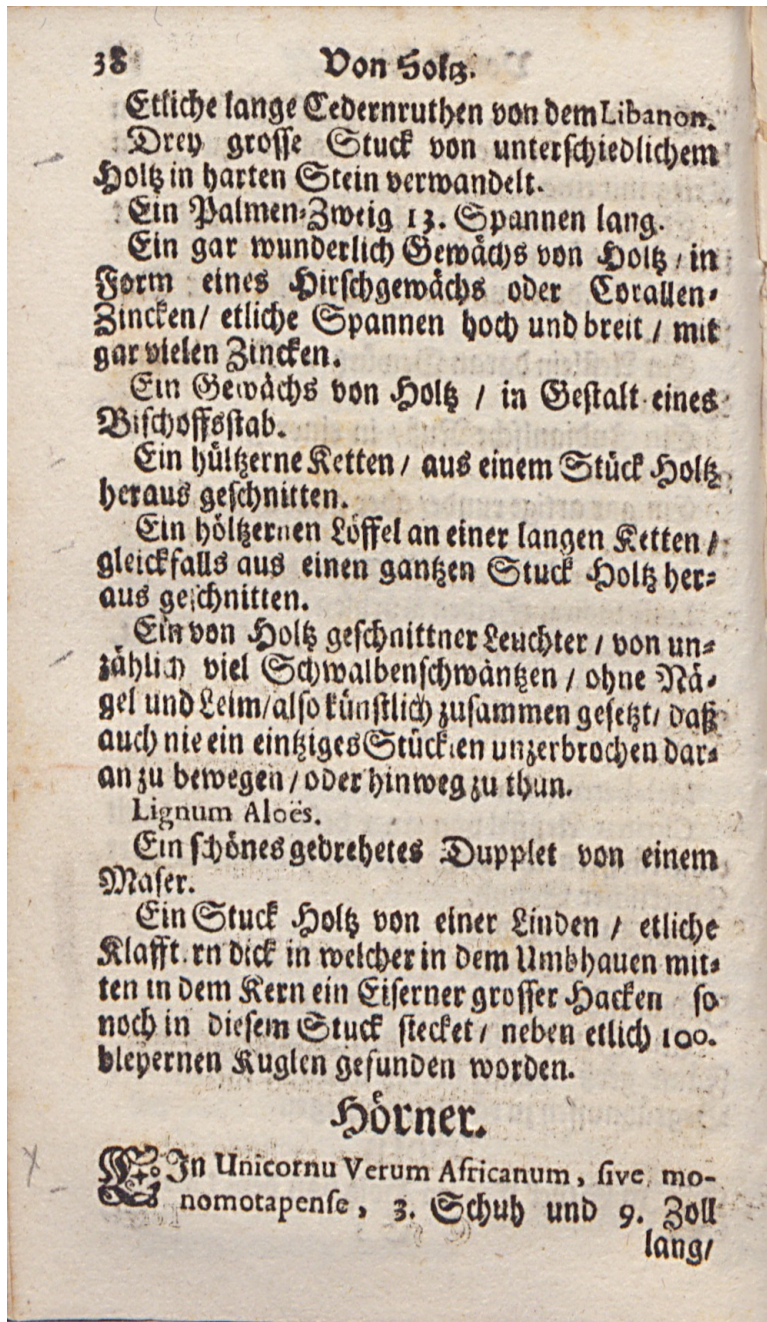 38 Von Holtz.
Etliche lange Cedernruthen von dem Libanon.
Drey grosse Stuck von unterschiedlichem
Holtz in harten Stein verwandelt.
Ein Palmen-Zweig 13. Spannen lang.
Ein gar wunderlich Gewächs von Holtz / in
Form eines Hirschgewächs oder Corallen-
Zincken / etliche Spannen hoch und breit / mit
gar vielen Zincken.
Ein Gewächs von Holtz / in Gestalt eines
Bischoffsstab.
Ein hültzerne Ketten / aus einem Stück Holtz
heraus geschnitten.
Ein höltzernen Löffel an einer langen Ketten /
gleickfalls aus einen gantzen Stuck Holtz her-
aus geschnitten.
Ein von Holtz geschnittner Leuchter / von un-
zählich viel Schwalbenschwäntzen / ohne Nä-
gel und Leim / also künstlich zusammen gesetzt / daß
auch nie ein eintziges Stücklen unzerbrochen dar-
an zu bewegen / oder hinweg zu thun.
Lignum Aloës.
Ein schönes gedrehetes Dupplet von einem
Maser.
Ein Stuck Holtz von einer Linden / etliche
Klafftern dick in welcher in dem Umbhauen mit-
ten in dem Kern ein Eiserner grosser Hacken so
noch in diesem Stuck stecket / neben etlich 100.
bleyernen Kuglen gefunden worden.
Hörner.
EIn Unicornu Verum Africanum, sive mo-
nomotapense, 3. Schuh und 9. Zoll
lang /